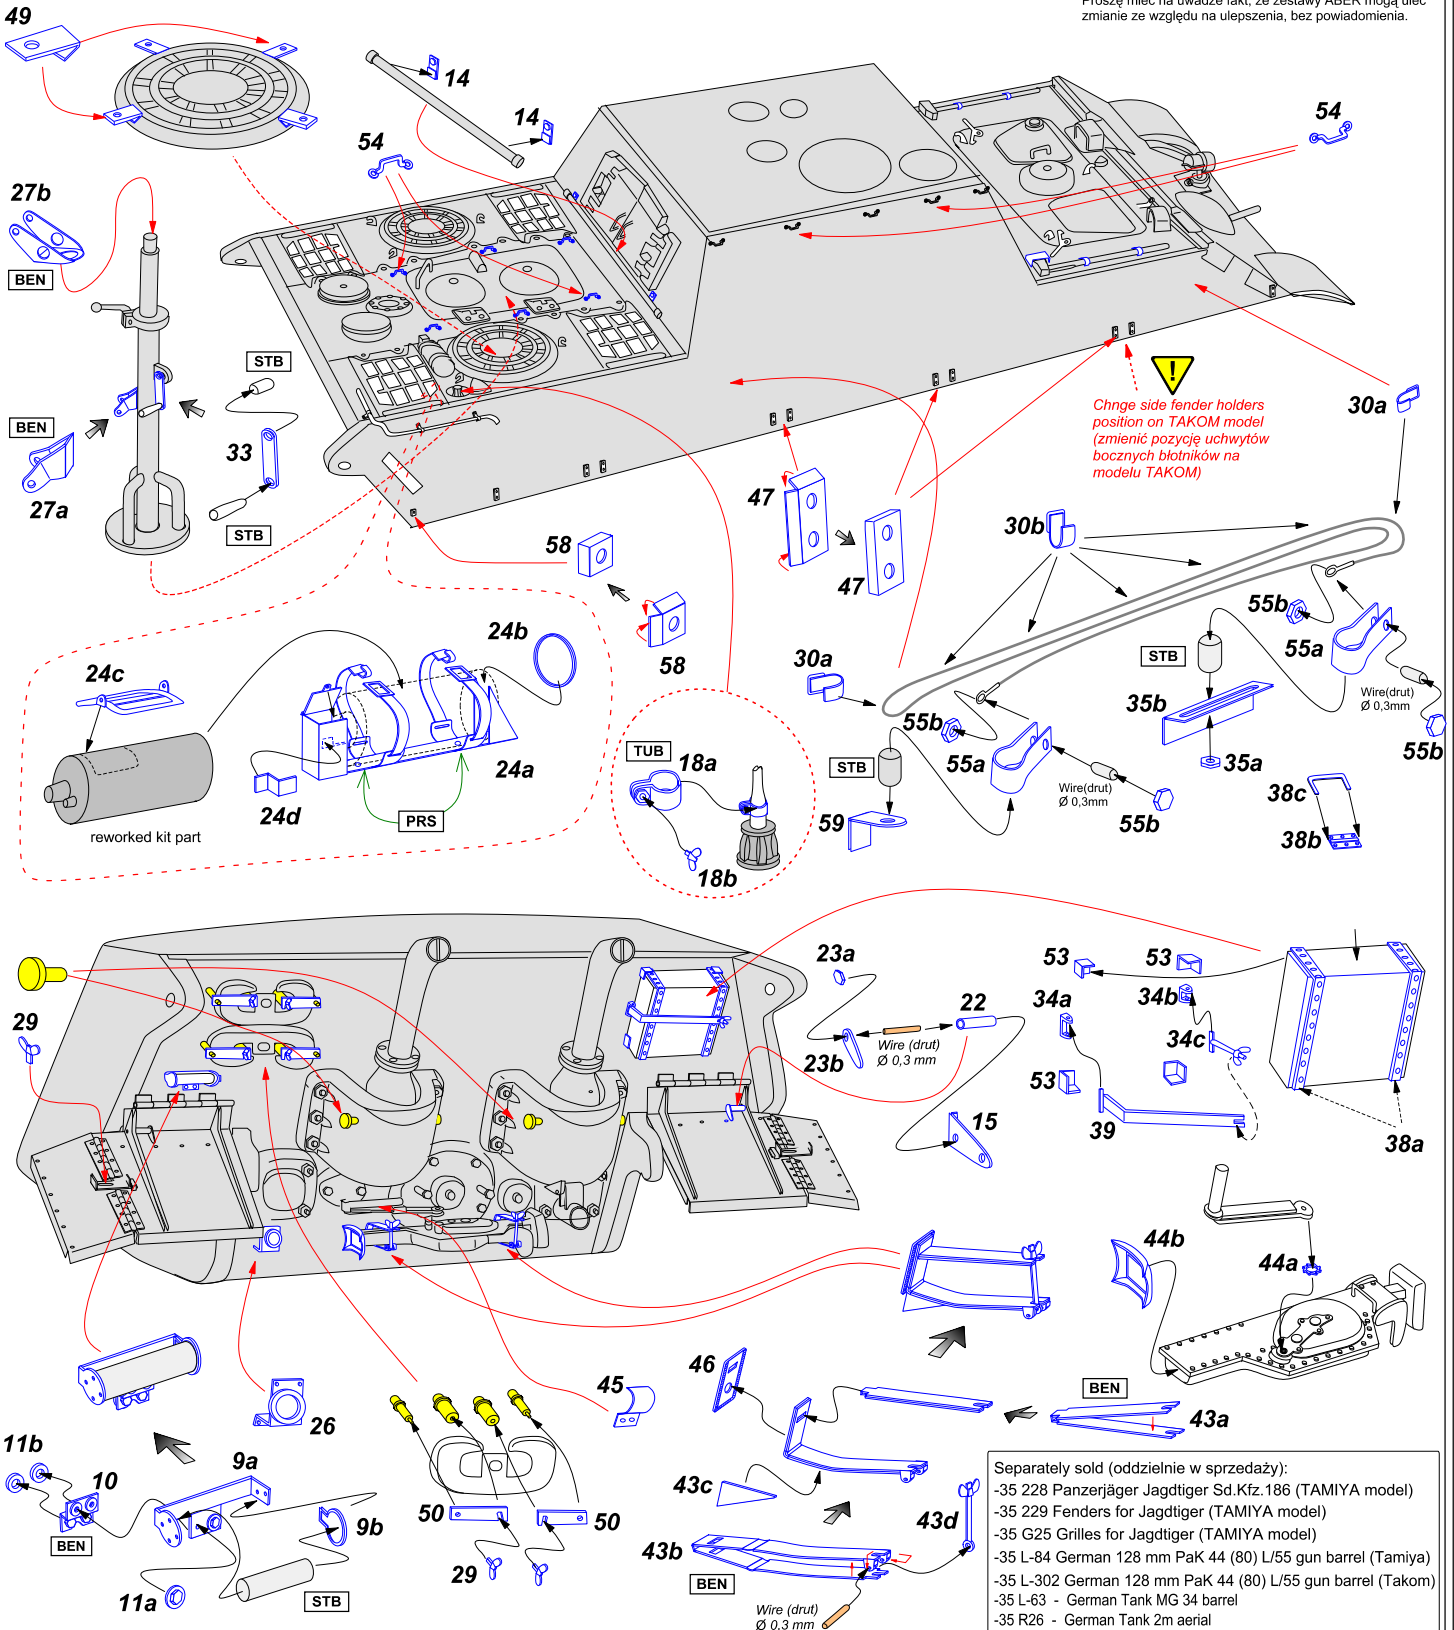 Proszę mieć na uwadze fakt, że zestawy ABER mogą ulec
zmianie ze względu na ulepszenia, bez powiadomienia.
49
14
14
54
54
27b
BEN
STB
BEN
33
27a
STB
!
Chnge side fender holders
position on TAKOM model
(zmienić pozycję uchwytów
bocznych błotników na
modelu TAKOM)
30a
47
47
30b
58
58
55b
55a
STB
35b
Wire(drut)
Ø 0,3mm
55b
35a
24b
24c
24a
24d
PRS
reworked kit part
30a
55b
55a
STB
Wire(drut)
Ø 0,3mm
55b
59
38c
38b
TUB
18a
18b
29
23a
22
23b
Wire (drut)
Ø 0,3 mm
15
53
53
34a
34b
34c
53
39
38a
44b
44a
46
45
BEN
43a
26
11b
10
9a
9b
BEN
11a
STB
50
50
29
43c
43d
43b
BEN
Wire (drut)
Ø 0,3 mm
Separately sold (oddzielnie w sprzedaży):
-35 228 Panzerjäger Jagdtiger Sd.Kfz.186 (TAMIYA model)
-35 229 Fenders for Jagdtiger (TAMIYA model)
-35 G25 Grilles for Jagdtiger (TAMIYA model)
-35 L-84 German 128 mm PaK 44 (80) L/55 gun barrel (Tamiya)
-35 L-302 German 128 mm PaK 44 (80) L/55 gun barrel (Takom)
-35 L-63 - German Tank MG 34 barrel
-35 R26 - German Tank 2m aerial